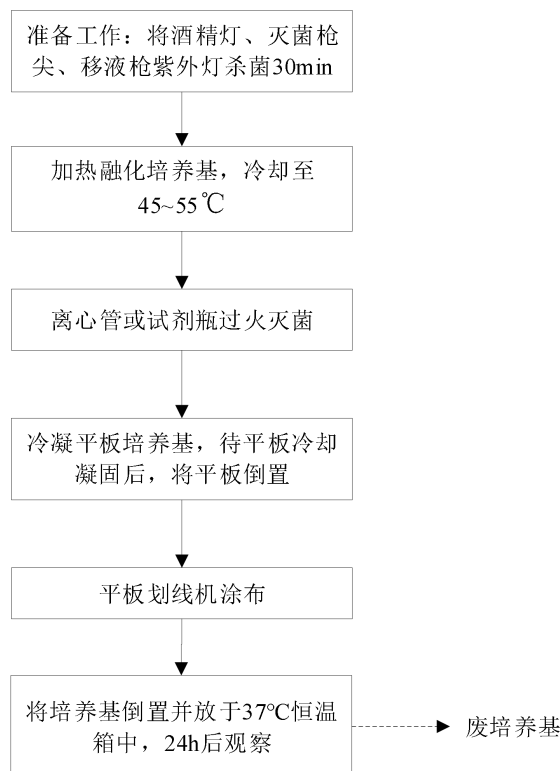 准备工作：将酒精灯、灭菌枪
尖、移液枪紫外灯杀菌30min
加热融化培养基，冷却至
45~55℃
离心管或试剂瓶过火灭菌
冷凝平板培养基，待平板冷却
凝固后，将平板倒置
平板划线机涂布
将培养基倒置并放于37℃恒温
箱中，24h后观察
废培养基